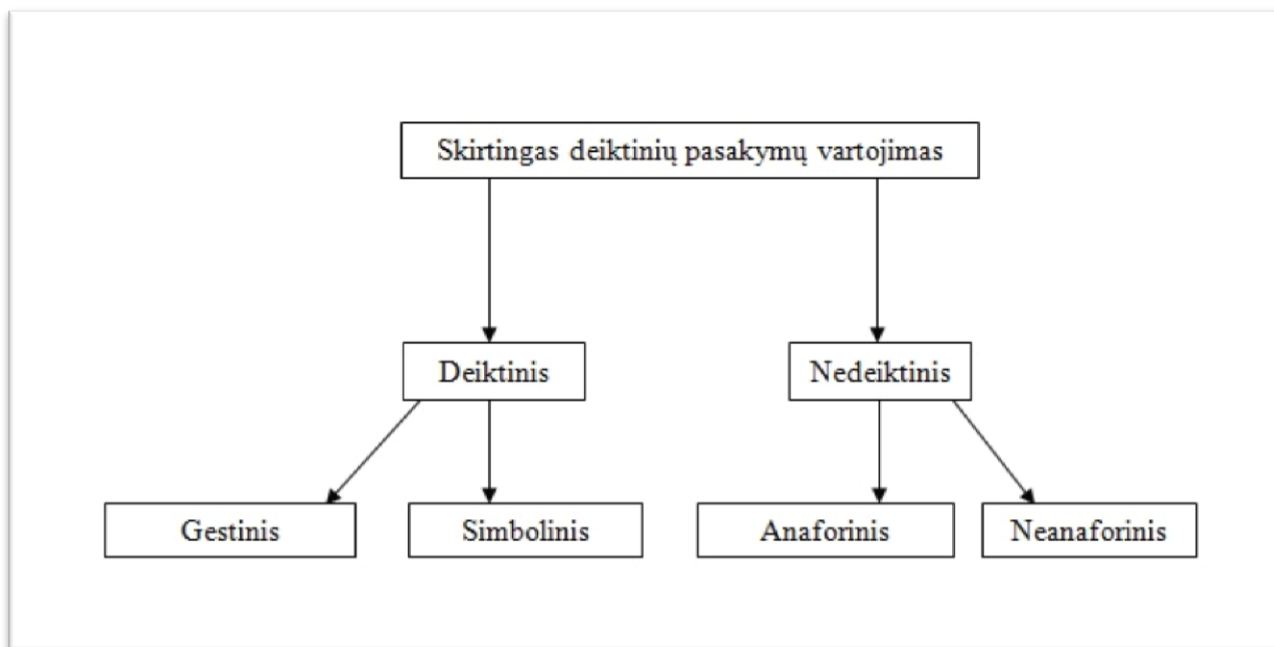 Skirtingas deiktinių pasakymų vartojimas
Deiktinis
Nedeiktinis
Gestinis
Simbolinis
Anaforinis
Neanaforinis